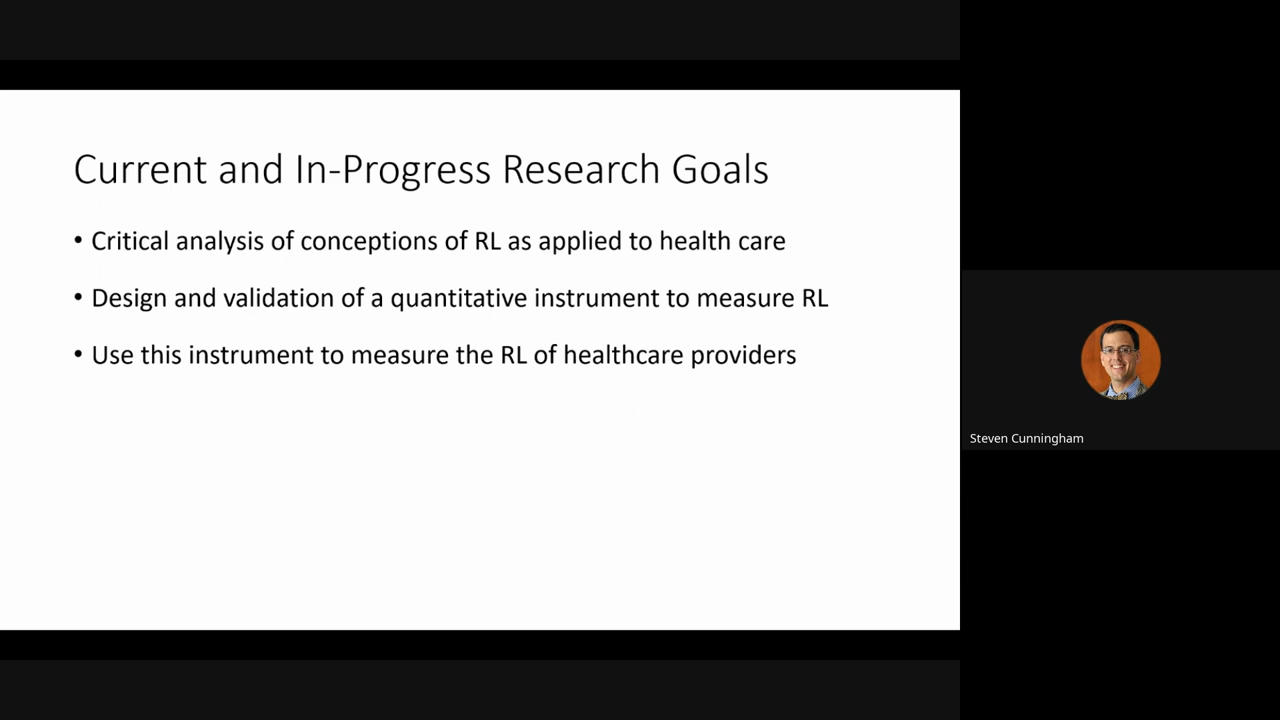 Current and In-Progress Research Goals
• Critical analysis of conceptions of RL as applied to health care
• Design and validation of a quantitative instrument to measure RL
• Use this instrument to measure the RL of healthcare providers
Steven Cunningham